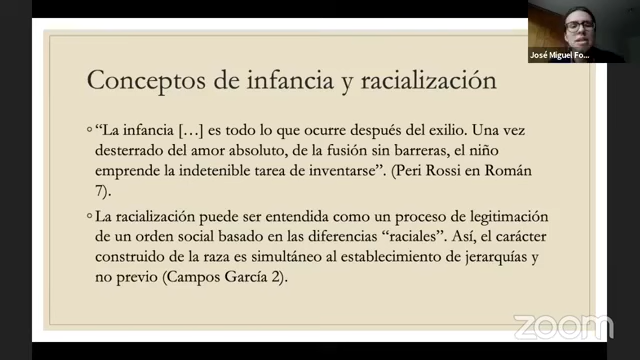 Conceptos de infancia y racialización
“La infancia […] es todo lo que ocurre después del exilio. Una vez
desterrado del amor absoluto, de la fusión sin barreras, el niño
emprende la indetenible tarea de inventarse”. (Peri Rossi en Román
7).
La racialización puede ser entendida como un proceso de legitimación
de un orden social basado en las diferencias “raciales”. Así, el carácter
construido de la raza es simultáneo al establecimiento de jerarquías y
no previo (Campos García 2).
José Miguel Fo...
zoom